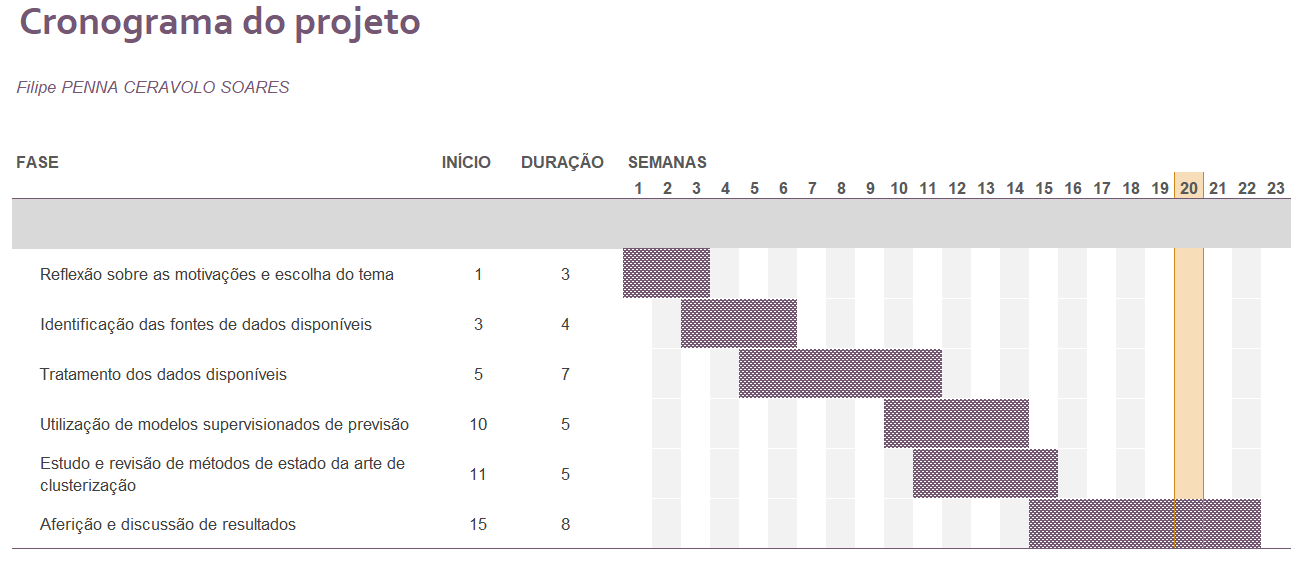 Cronograma do projeto
Filipe PENNA CERAVOLO SOARES
FASE INÍCIO DURAÇÃO SEMANAS
1 2 3 4 5 6 7 8 9 10 11 12 13 14 15 16 17 18 19 20 21 22 23
Reflexão sobre as motivações e escolha do tema 1 3
Identificação das fontes de dados disponíveis 3 4
Tratamento dos dados disponíveis 5 7
Utilização de modelos supervisionados de previsão 10 5
Estudo e revisão de métodos de estado da arte de
clusterização 11 5
Aferição e discussão de resultados 15 8